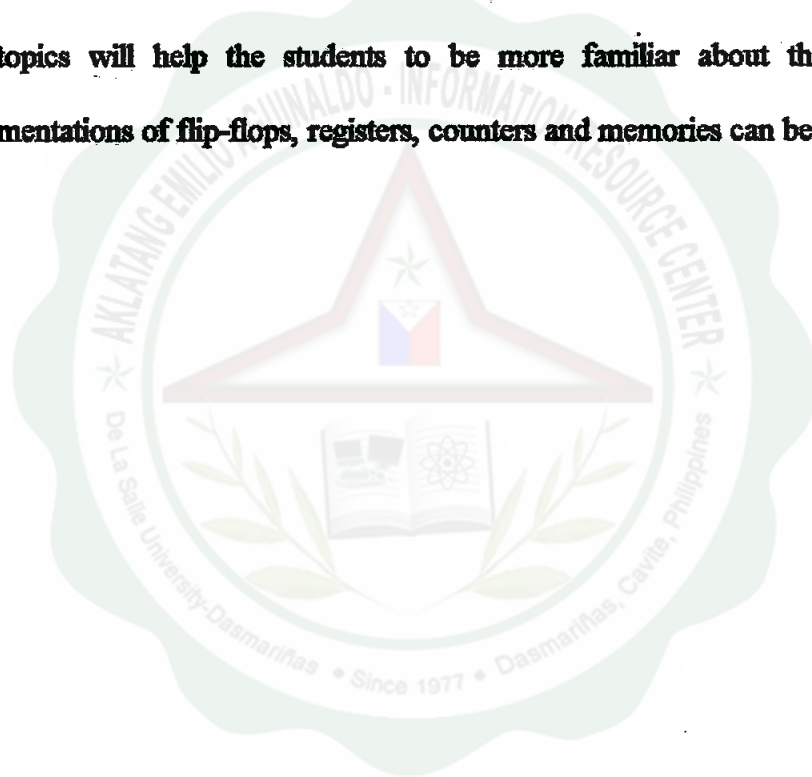 topics will help the students to be more familiar about th
mentations of flip-flops, registers, counters and memories can be
AKLATANG EMILIO AGUINALDO - INFORMATION RESOURCE CENTER
De La Salle University-Dasmariñas • Since 1977 • Dasmariñas, Cavite, Philippines